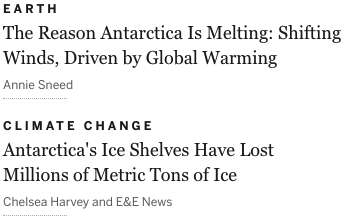 EARTH
The Reason Antarctica Is Melting: Shifting
Winds, Driven by Global Warming
Annie Sneed
CLIMATE CHANGE
Antarctica's Ice Shelves Have Lost
Millions of Metric Tons of Ice
Chelsea Harvey and E&E News